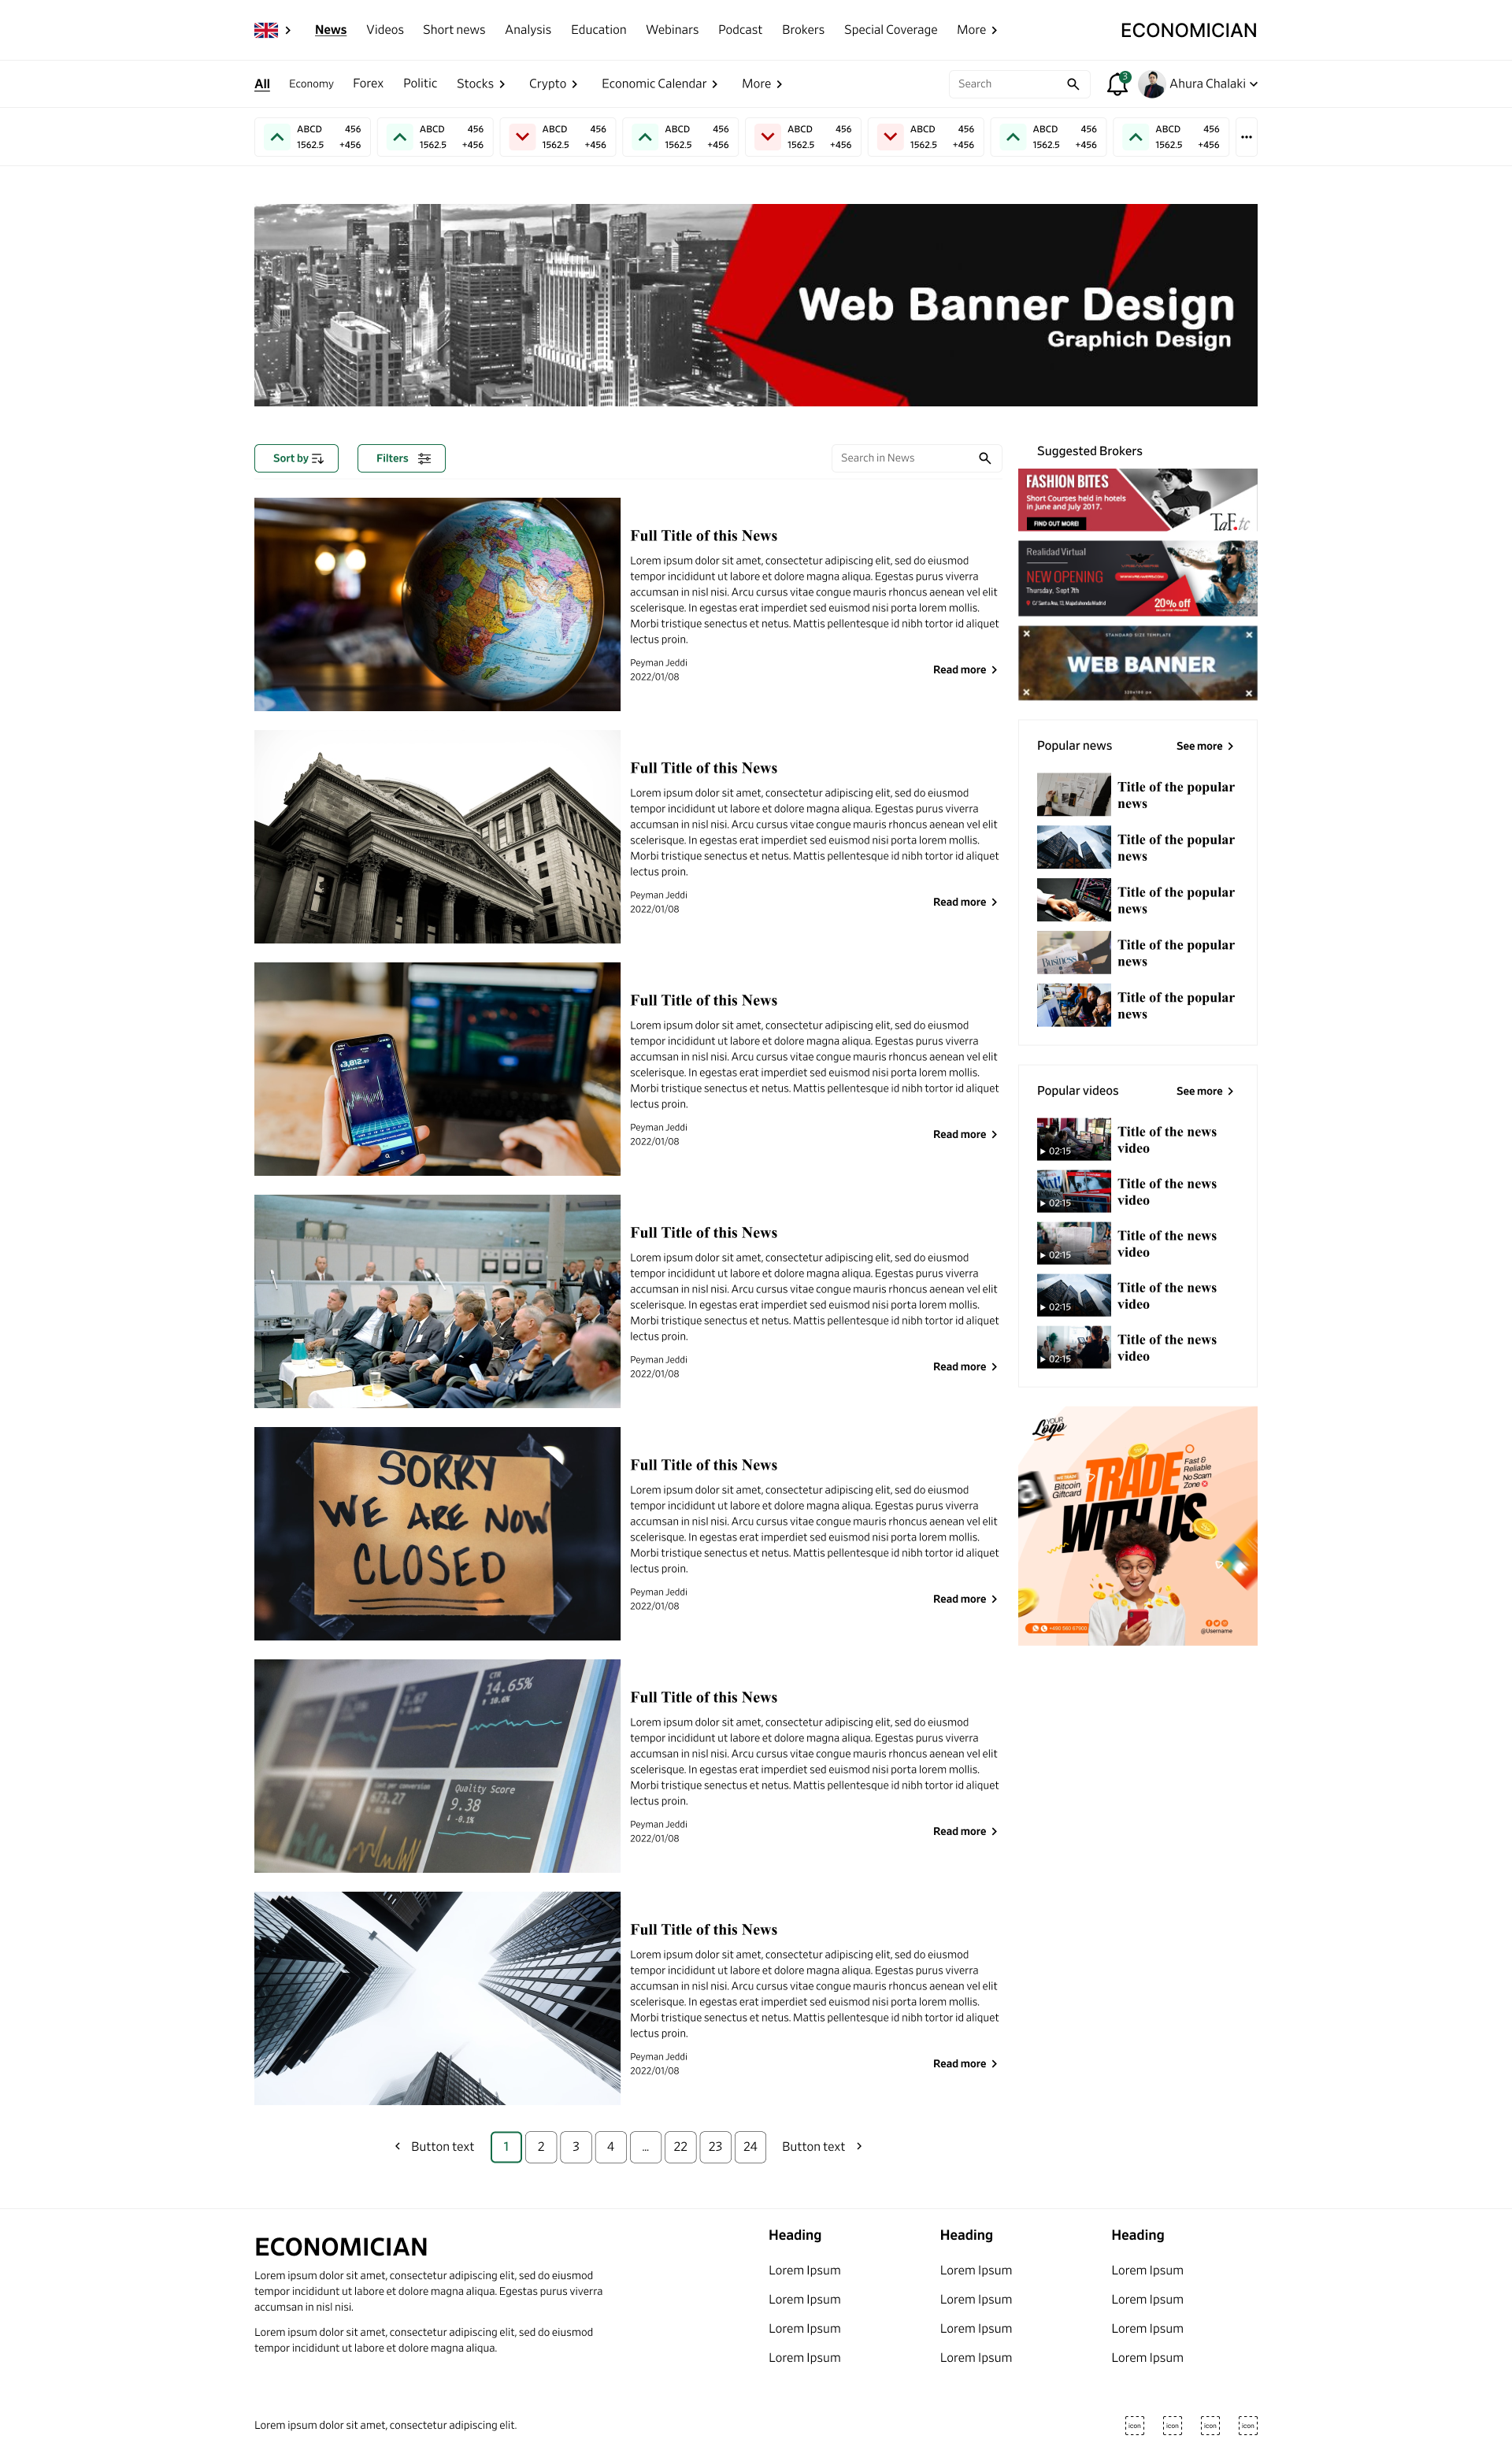 News
Videos
Short news
Analysis
Education
Webinars
Podcast
Brokers
Special Coverage
More
ECONOMICIAN
All
Economy
Forex
Politic
Stocks
Crypto
Economic Calendar
More
Search
3
Ahura Chalaki
ABCD 456
1562.5 +456
ABCD 456
1562.5 +456
ABCD 456
1562.5 +456
ABCD 456
1562.5 +456
ABCD 456
1562.5 +456
ABCD 456
1562.5 +456
ABCD 456
1562.5 +456
ABCD 456
1562.5 +456
Web Banner Design
Graphich Design
Sort by
Filters
Search in News
Full Title of this News
Lorem ipsum dolor sit amet, consectetur adipiscing elit, sed do eiusmod
tempor incididunt ut labore et dolore magna aliqua. Egestas purus viverra
accumsan in nisl nisi. Arcu cursus vitae congue mauris rhoncus aenean vel elit
scelerisque. In egestas erat imperdiet sed euismod nisi porta lorem mollis.
Morbi tristique senectus et netus. Mattis pellentesque id nibh tortor id aliquet
lectus proin.
Peyman Jeddi
2022/01/08
Read more
Full Title of this News
Lorem ipsum dolor sit amet, consectetur adipiscing elit, sed do eiusmod
tempor incididunt ut labore et dolore magna aliqua. Egestas purus viverra
accumsan in nisl nisi. Arcu cursus vitae congue mauris rhoncus aenean vel elit
scelerisque. In egestas erat imperdiet sed euismod nisi porta lorem mollis.
Morbi tristique senectus et netus. Mattis pellentesque id nibh tortor id aliquet
lectus proin.
Peyman Jeddi
2022/01/08
Read more
3,812
Full Title of this News
Lorem ipsum dolor sit amet, consectetur adipiscing elit, sed do eiusmod
tempor incididunt ut labore et dolore magna aliqua. Egestas purus viverra
accumsan in nisl nisi. Arcu cursus vitae congue mauris rhoncus aenean vel elit
scelerisque. In egestas erat imperdiet sed euismod nisi porta lorem mollis.
Morbi tristique senectus et netus. Mattis pellentesque id nibh tortor id aliquet
lectus proin.
Peyman Jeddi
2022/01/08
Read more
Full Title of this News
Lorem ipsum dolor sit amet, consectetur adipiscing elit, sed do eiusmod
tempor incididunt ut labore et dolore magna aliqua. Egestas purus viverra
accumsan in nisl nisi. Arcu cursus vitae congue mauris rhoncus aenean vel elit
scelerisque. In egestas erat imperdiet sed euismod nisi porta lorem mollis.
Morbi tristique senectus et netus. Mattis pellentesque id nibh tortor id aliquet
lectus proin.
Peyman Jeddi
2022/01/08
Read more
SORRY
WE ARE NOW
CLOSED
Full Title of this News
Lorem ipsum dolor sit amet, consectetur adipiscing elit, sed do eiusmod
tempor incididunt ut labore et dolore magna aliqua. Egestas purus viverra
accumsan in nisl nisi. Arcu cursus vitae congue mauris rhoncus aenean vel elit
scelerisque. In egestas erat imperdiet sed euismod nisi porta lorem mollis.
Morbi tristique senectus et netus. Mattis pellentesque id nibh tortor id aliquet
lectus proin.
Peyman Jeddi
2022/01/08
Read more
CTR
14.65%
Cost per conversion
673.27
Quality Score
9.38
-0.1%
Full Title of this News
Lorem ipsum dolor sit amet, consectetur adipiscing elit, sed do eiusmod
tempor incididunt ut labore et dolore magna aliqua. Egestas purus viverra
accumsan in nisl nisi. Arcu cursus vitae congue mauris rhoncus aenean vel elit
scelerisque. In egestas erat imperdiet sed euismod nisi porta lorem mollis.
Morbi tristique senectus et netus. Mattis pellentesque id nibh tortor id aliquet
lectus proin.
Peyman Jeddi
2022/01/08
Read more
Full Title of this News
Lorem ipsum dolor sit amet, consectetur adipiscing elit, sed do eiusmod
tempor incididunt ut labore et dolore magna aliqua. Egestas purus viverra
accumsan in nisl nisi. Arcu cursus vitae congue mauris rhoncus aenean vel elit
scelerisque. In egestas erat imperdiet sed euismod nisi porta lorem mollis.
Morbi tristique senectus et netus. Mattis pellentesque id nibh tortor id aliquet
lectus proin.
Peyman Jeddi
2022/01/08
Read more
Button text
1
2
3
4
...
22
23
24
Button text
Suggested Brokers
FASHION BITES
Short Courses held in hotels
in June and July 2017.
FIND OUT MORE!
TaF.tc
Realidad Virtual
NEW OPENING
Thursday, Sept 7th
20% off
STANDARD SIZE TEMPLATE
WEB BANNER
Popular news
See more
Title of the popular
news
Title of the popular
news
Title of the popular
news
Business
Title of the popular
news
Title of the popular
news
Popular videos
See more
02:15
Title of the news
video
02:15
Title of the news
video
02:15
Title of the news
video
02:15
Title of the news
video
02:15
Title of the news
video
YOUR
Logo
WE TRADE
Bitcoin
Giftcard
TRADE
WITH US
Fast &
Reliable
No Scam
Zone
@Username
ECONOMICIAN
Lorem ipsum dolor sit amet, consectetur adipiscing elit, sed do eiusmod
tempor incididunt ut labore et dolore magna aliqua. Egestas purus viverra
accumsan in nisl nisi.
Lorem ipsum dolor sit amet, consectetur adipiscing elit, sed do eiusmod
tempor incididunt ut labore et dolore magna aliqua.
Heading
Lorem Ipsum
Lorem Ipsum
Lorem Ipsum
Lorem Ipsum
Heading
Lorem Ipsum
Lorem Ipsum
Lorem Ipsum
Lorem Ipsum
Heading
Lorem Ipsum
Lorem Ipsum
Lorem Ipsum
Lorem Ipsum
Lorem ipsum dolor sit amet, consectetur adipiscing elit.
icon
icon
icon
icon